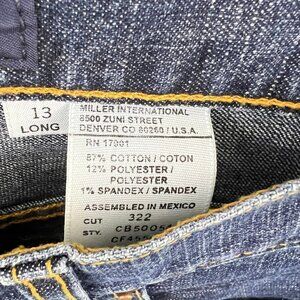 13
LONG
MILLER INTERNATIONAL
8500 ZUNI STREET
DENVER CO 80260 / U.S.A.
RN 17901
87% COTTON / COTON
12% POLYESTER /
POLYESTER
1% SPANDEX / SPANDEX
ASSEMBLED IN MEXICO
CUT 322
STY.